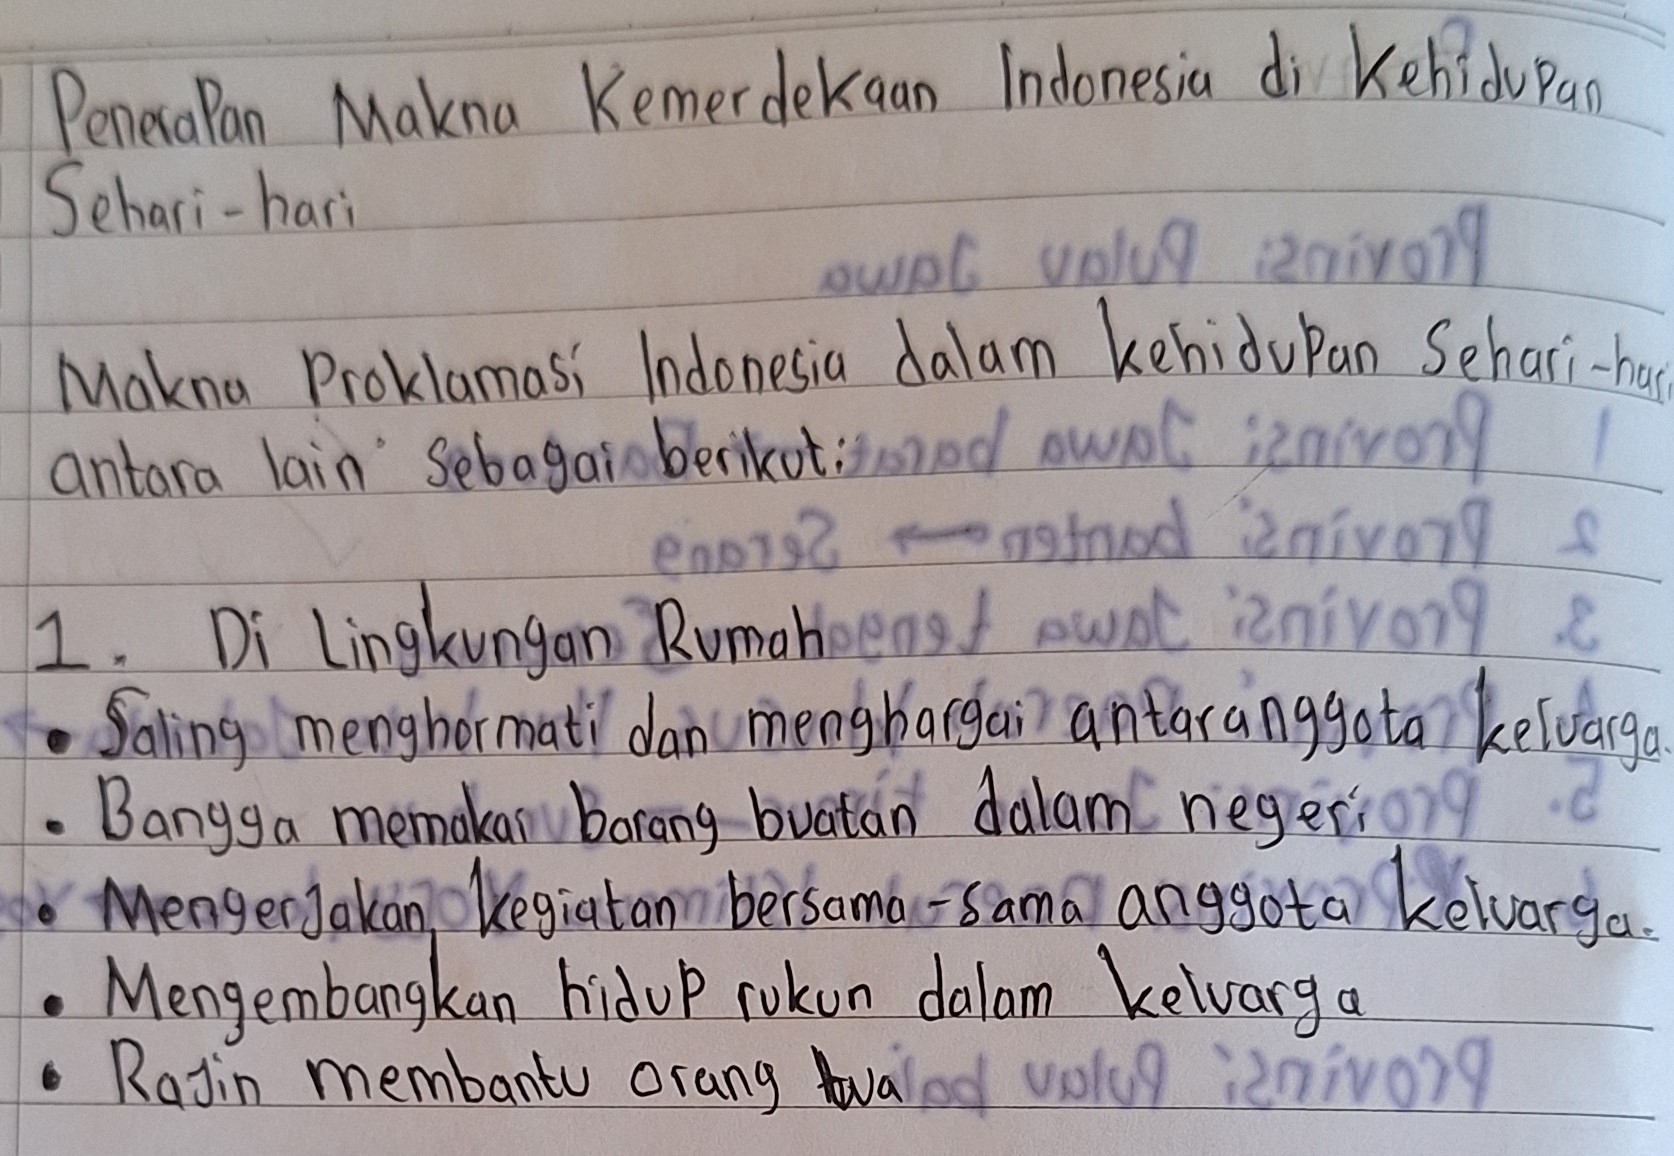 Penerapan Makna Kemerdekaan Indonesia di Kehidupan
Sehari-hari
Makna Proklamasi Indonesia dalam kehidupan Sehari-hari
antara lain sebagai berikut:
1. Di Lingkungan Rumah
• Saling menghormati dan menghargai antaranggota keluarga.
• Bangga memakai barang buatan dalam negeri
• Mengerjakan kegiatan bersama-sama anggota keluarga.
• Mengembangkan hidup rukun dalam keluarga
• Rajin membantu orang tua